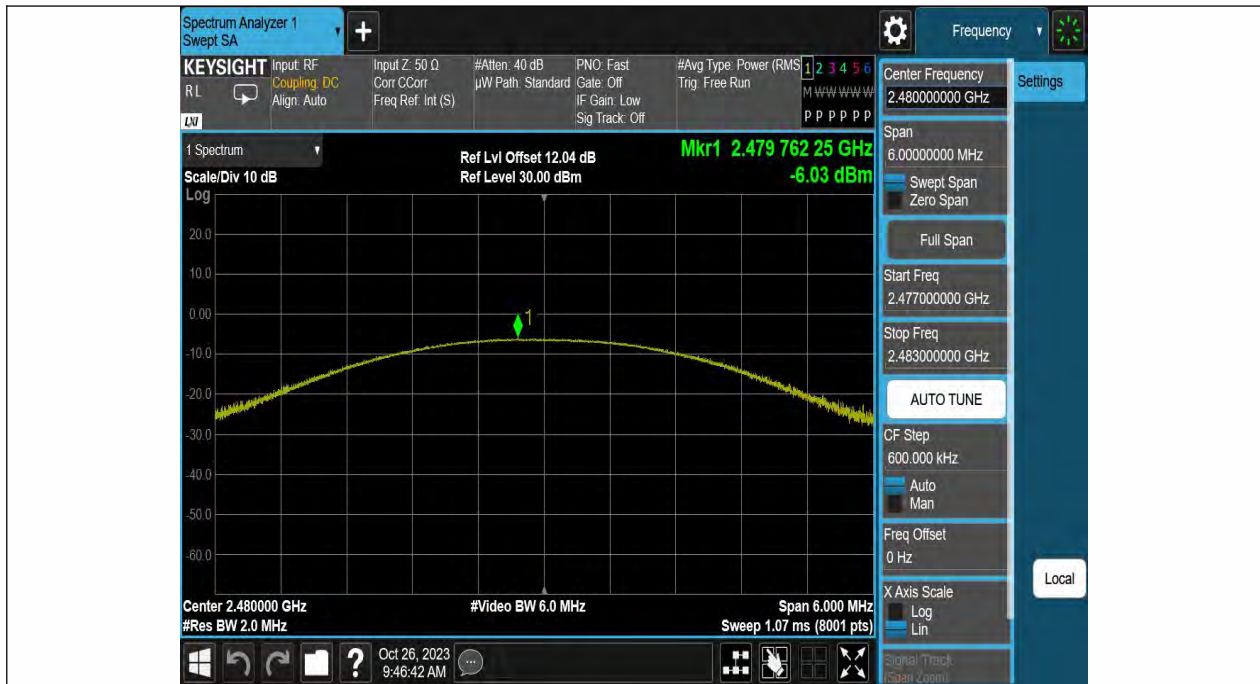 Spectrum Analyzer 1
Swept SA
+
Frequency
KEYSIGHT
R L
LXI
Input: RF
Coupling: DC
Align: Auto
Input Z: 50 Ω
Corr CCorr
Freq Ref: Int (S)
#Atten: 40 dB
µW Path: Standard
PNO: Fast
Gate: Off
IF Gain: Low
Sig Track: Off
#Avg Type: Power (RMS
Trig: Free Run
1 2 3 4 5 6
M W W W W W
P P P P P P
1 Spectrum
Scale/Div 10 dB
Log
Ref Lvl Offset 12.04 dB
Ref Level 30.00 dBm
Mkr1 2.479 762 25 GHz
-6.03 dBm
20.0
10.0
0.00
-10.0
-20.0
-30.0
-40.0
-50.0
-60.0
1
Center 2.480000 GHz
#Res BW 2.0 MHz
#Video BW 6.0 MHz
Span 6.000 MHz
Sweep 1.07 ms (8001 pts)
Center Frequency
2.480000000 GHz
Settings
Span
6.00000000 MHz
Swept Span
Zero Span
Full Span
Start Freq
2.477000000 GHz
Stop Freq
2.483000000 GHz
AUTO TUNE
CF Step
600.000 kHz
Auto
Man
Freq Offset
0 Hz
X Axis Scale
Log
Lin
Signal Track
(Span Zoom)
Local
?
Oct 26, 2023
9:46:42 AM